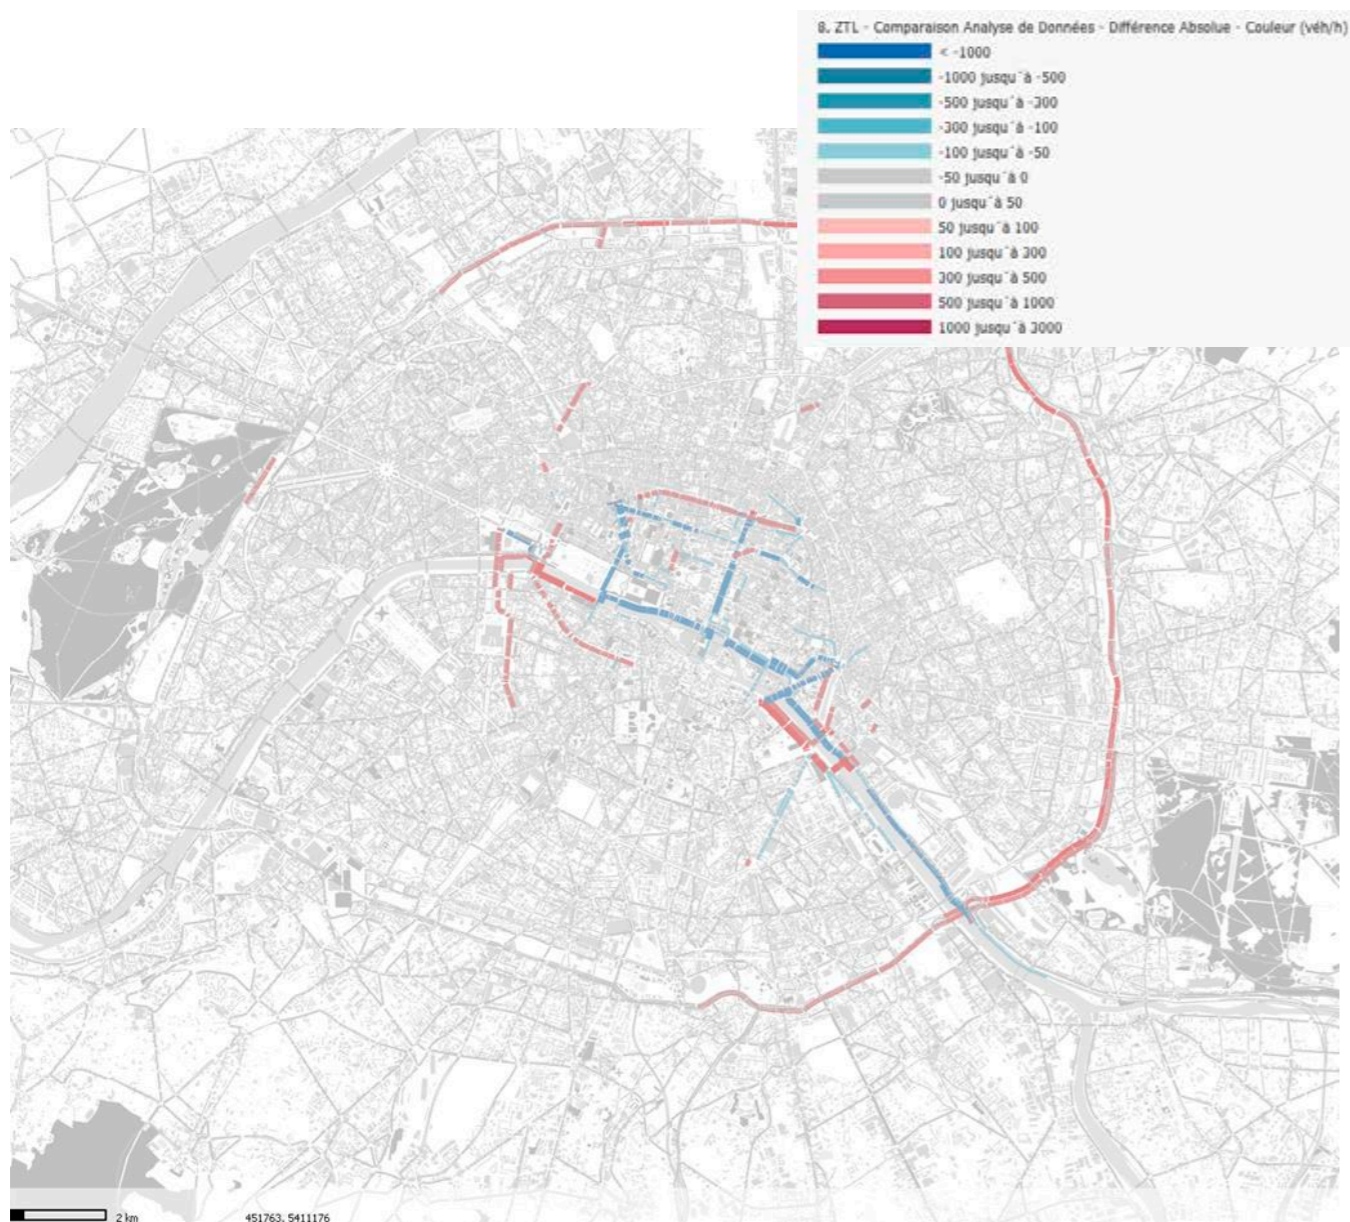 8. ZTL - Comparaison Analyse de Données - Différence Absolue - Couleur (véh/h)
< -1000
-1000 jusqu´à -500
-500 jusqu´à -300
-300 jusqu´à -100
-100 jusqu´à -50
-50 jusqu´à 0
0 jusqu´à 50
50 jusqu´à 100
100 jusqu´à 300
300 jusqu´à 500
500 jusqu´à 1000
1000 jusqu´à 3000
2 km
451763, 5411176